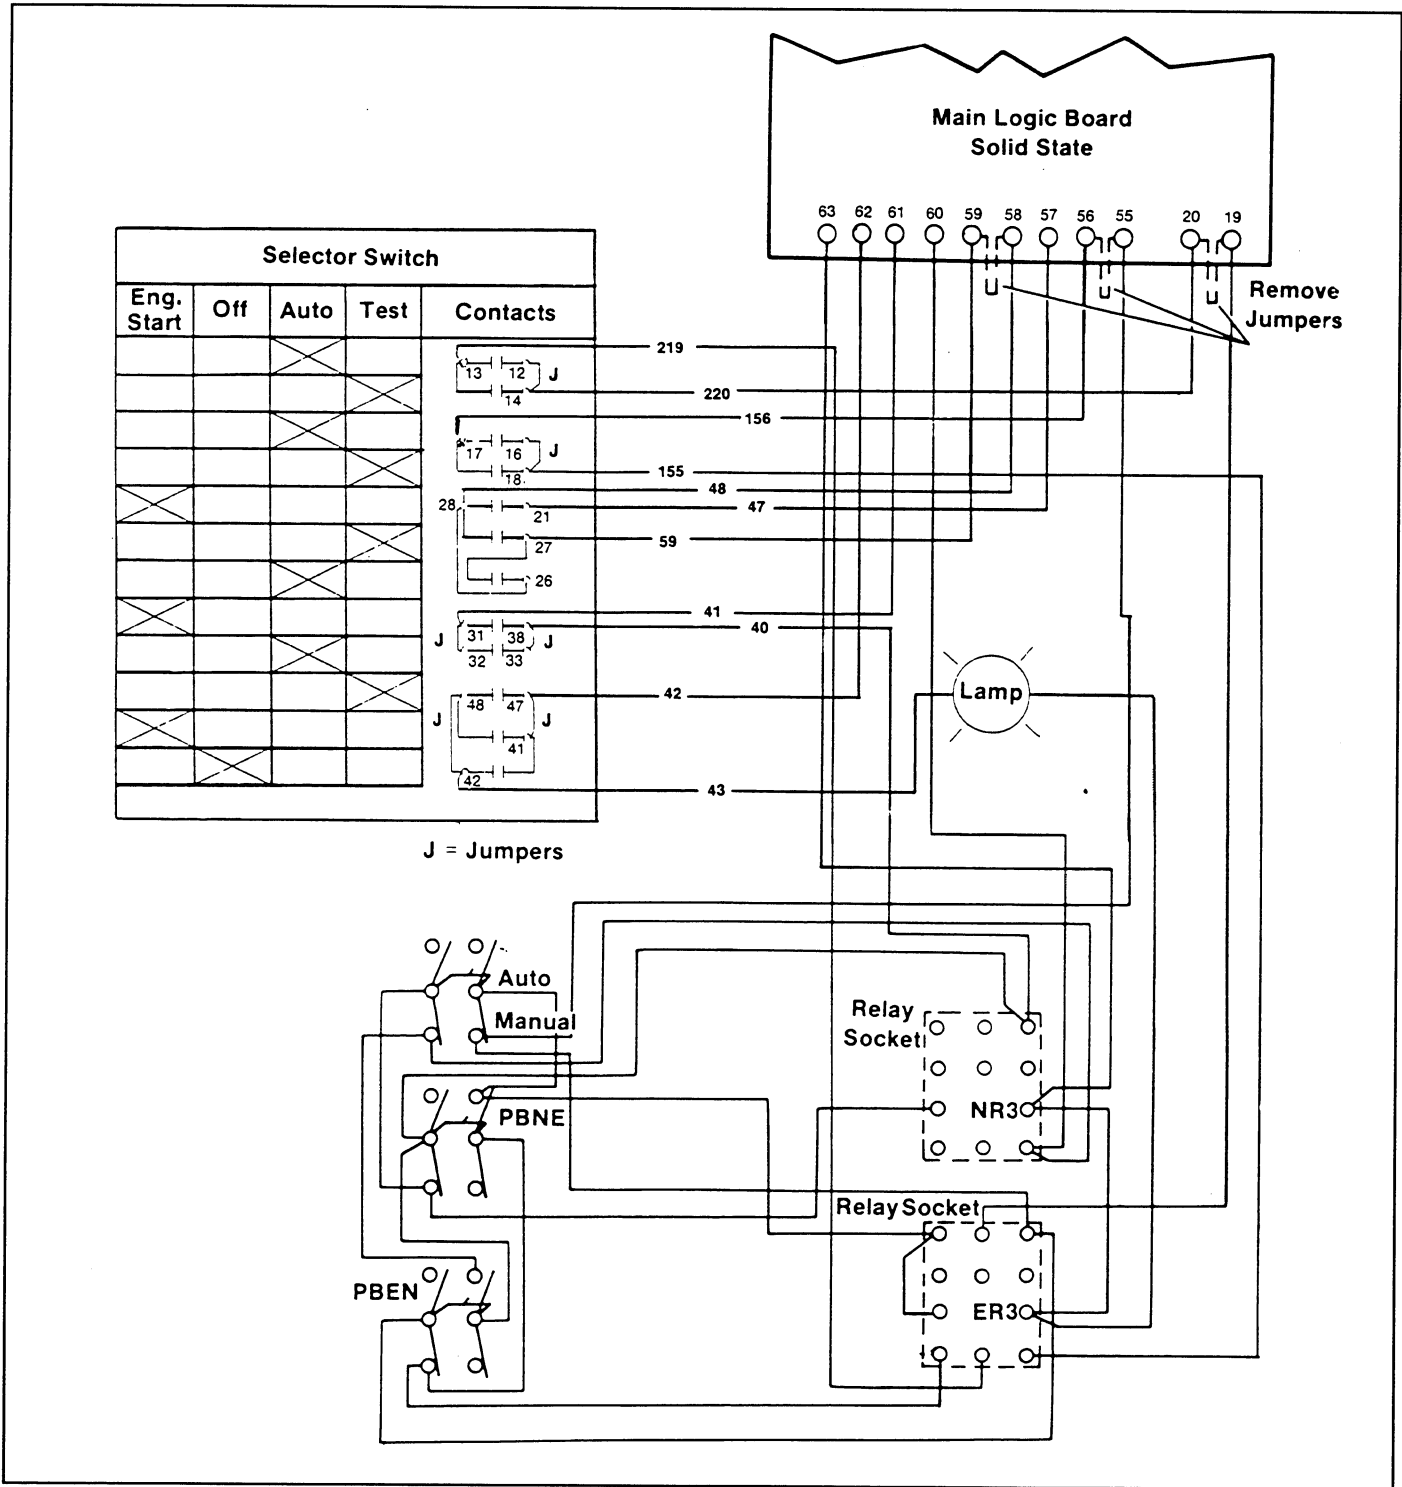 Main Logic Board
Solid State
63 62 61 60 59 58 57 56 55 20 19
Remove
Jumpers
Selector Switch
Eng.
Start
Off
Auto
Test
Contacts
219
13 12 J
14
220
156
17 16 J
18
155
48
28
21
47
27
59
26
41
40
J 31 38 J
32 33
42
48 47
J J
41
42
43
Lamp
J = Jumpers
Auto
Manual
PBNE
PBEN
Relay
Socket
NR3
Relay Socket
ER3